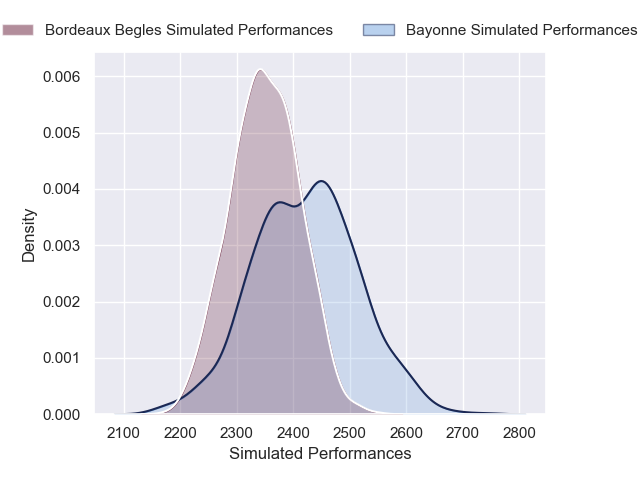 Bordeaux Begles Simulated Performances Bayonne Simulated Performances
0.006
0.005
0.004
0.003
0.002
0.001
0.000
Density
2100 2200 2300 2400 2500 2600 2700 2800
Simulated Performances